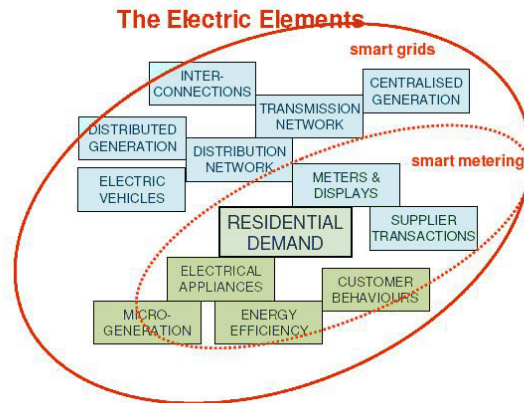 The Electric Elements
smart grids
INTER-
CONNECTIONS
CENTRALISED
GENERATION
TRANSMISSION
NETWORK
DISTRIBUTED
GENERATION
DISTRIBUTION
NETWORK
smart metering
ELECTRIC
VEHICLES
METERS &
DISPLAYS
RESIDENTIAL
DEMAND
SUPPLIER
TRANSACTIONS
ELECTRICAL
APPLIANCES
CUSTOMER
BEHAVIOURS
MICRO-
GENERATION
ENERGY
EFFICIENCY